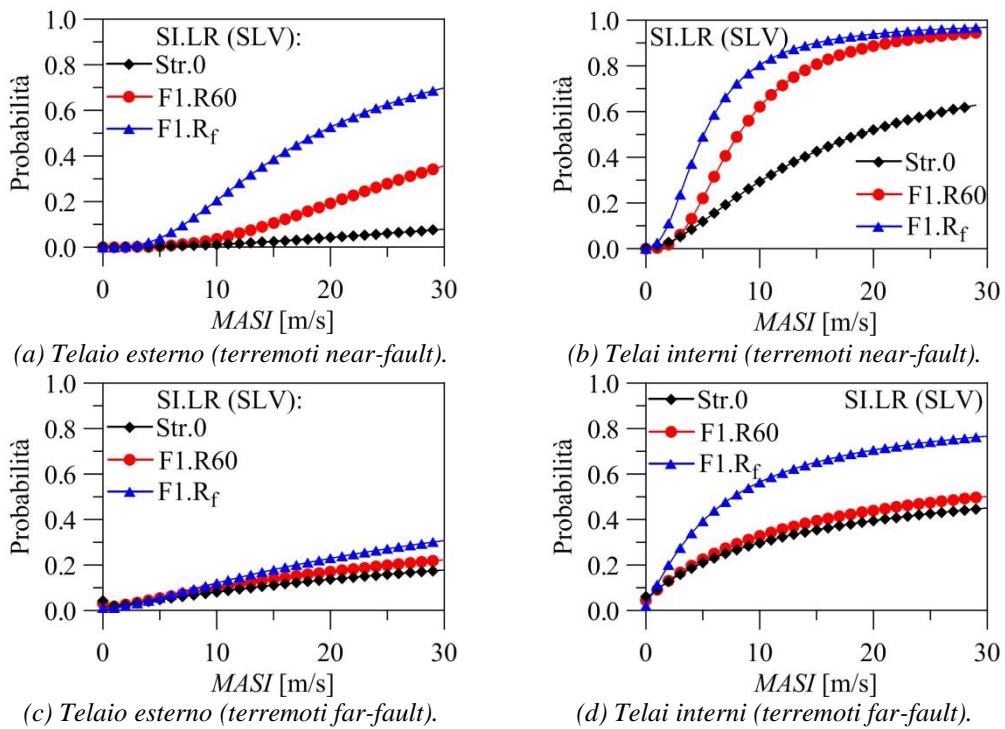 1.0
0.8
0.6
0.4
0.2
0.0
Probabilità
SI.LR (SLV):
Str.0
F1.R60
F1.Rf
0 10 20 30
MASI [m/s]
(a) Telaio esterno (terremoti near-fault).
1.0
0.8
0.6
0.4
0.2
0.0
Probabilità
SI.LR (SLV)
Str.0
F1.R60
F1.Rf
0 10 20 30
MASI [m/s]
(b) Telai interni (terremoti near-fault).
1.0
0.8
0.6
0.4
0.2
0.0
Probabilità
SI.LR (SLV):
Str.0
F1.R60
F1.Rf
0 10 20 30
MASI [m/s]
(c) Telaio esterno (terremoti far-fault).
1.0
0.8
0.6
0.4
0.2
0.0
Probabilità
Str.0 SI.LR (SLV)
F1.R60
F1.Rf
0 10 20 30
MASI [m/s]
(d) Telai interni (terremoti far-fault).